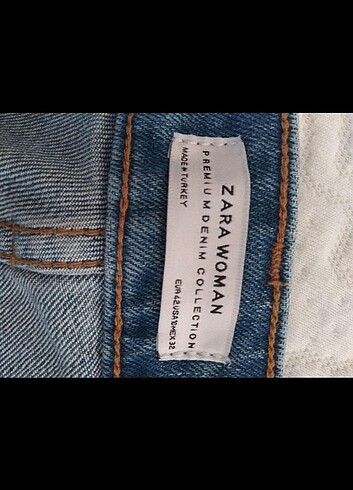 ZARA WOMAN
PREMIUM DENIM COLLECTION
MADE IN TURKEY
EUR 42 USA 10 MEX 32